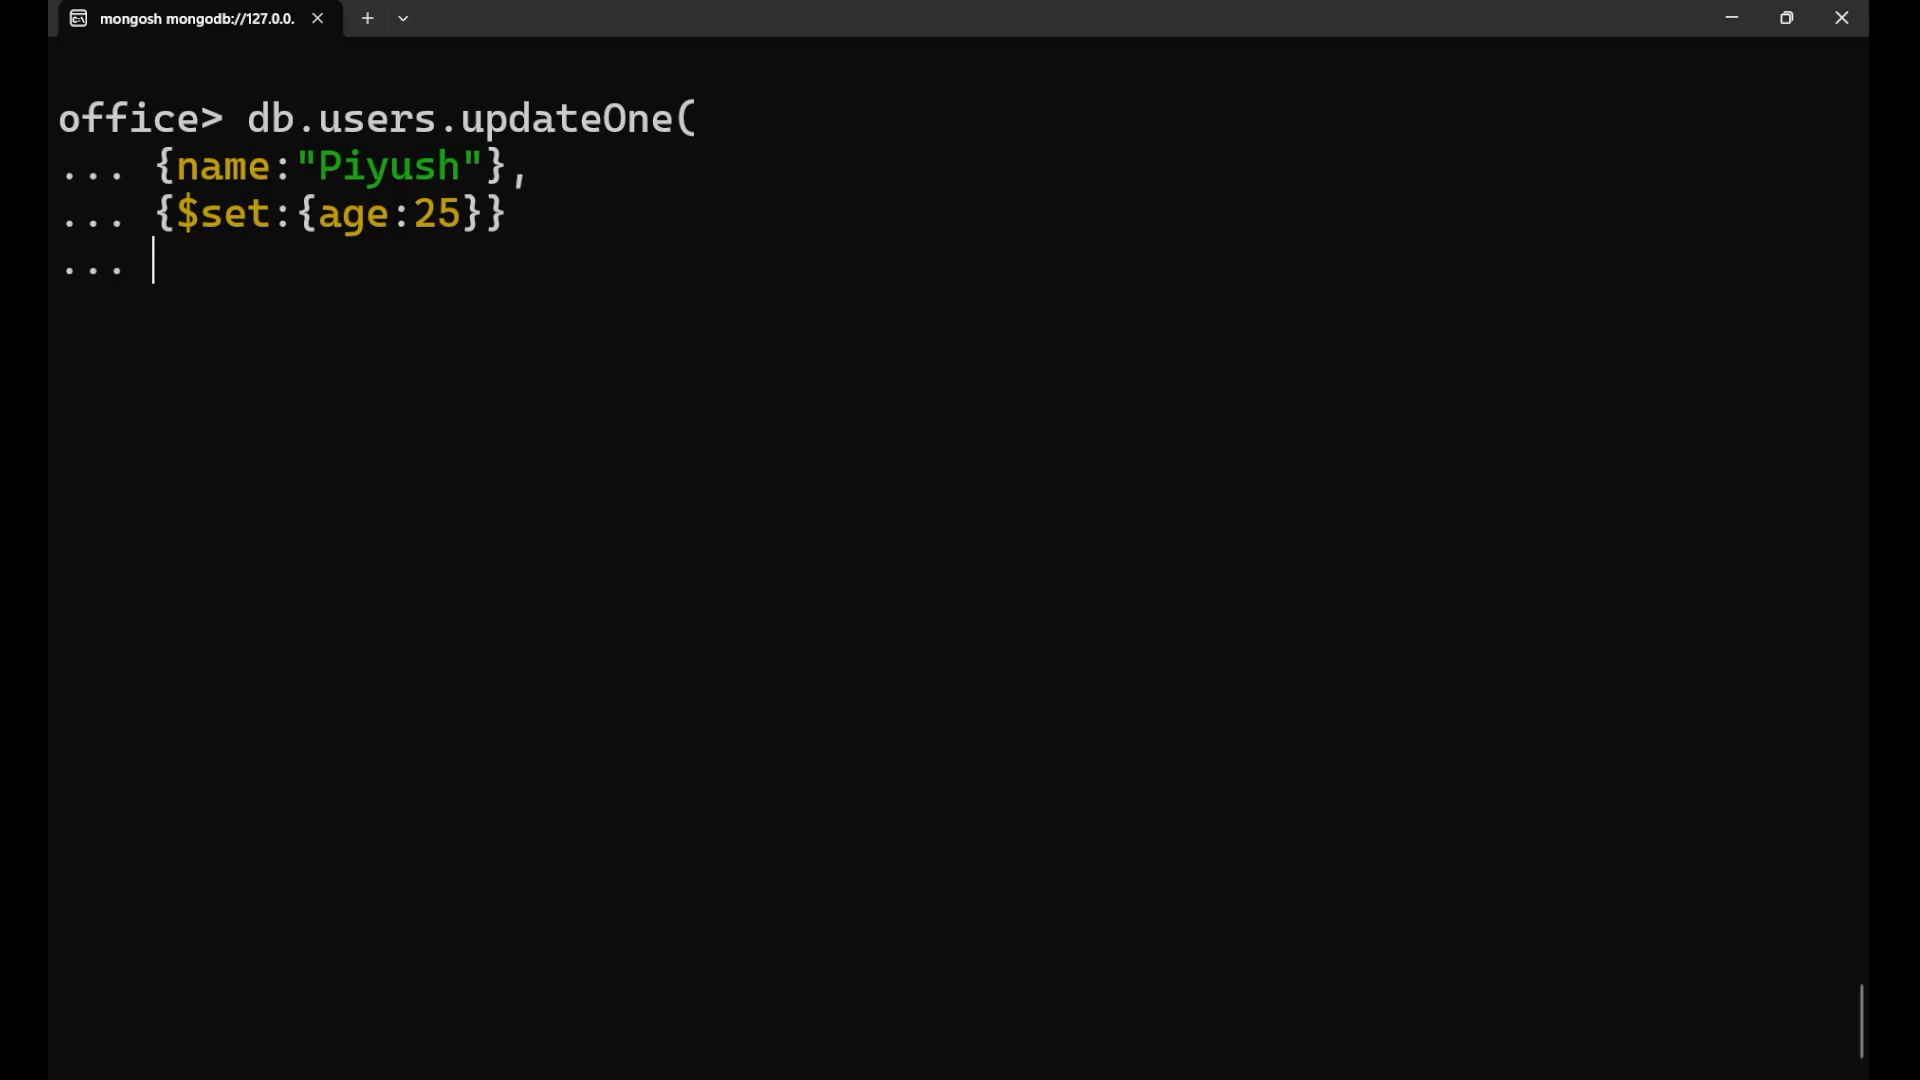 mongosh mongodb://127.0.0.
office> db.users.updateOne(
... {name:"Piyush"},
... {$set:{age:25}}
...